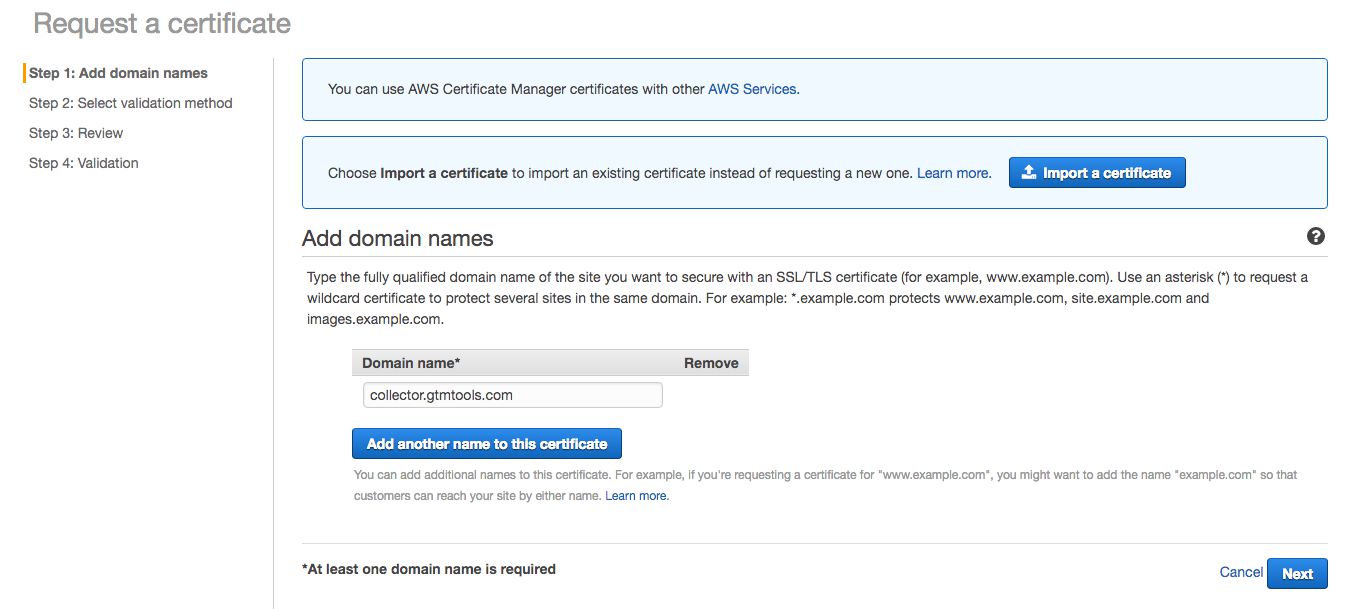 Request a certificate
Step 1: Add domain names
Step 2: Select validation method
Step 3: Review
Step 4: Validation
You can use AWS Certificate Manager certificates with other AWS Services.
Choose Import a certificate to import an existing certificate instead of requesting a new one. Learn more.
Import a certificate
Add domain names
?
Type the fully qualified domain name of the site you want to secure with an SSL/TLS certificate (for example, www.example.com). Use an asterisk (*) to request a
wildcard certificate to protect several sites in the same domain. For example: *.example.com protects www.example.com, site.example.com and
images.example.com.
Domain name* Remove
collector.gtmtools.com
Add another name to this certificate
You can add additional names to this certificate. For example, if you're requesting a certificate for "www.example.com", you might want to add the name "example.com" so that
customers can reach your site by either name. Learn more.
*At least one domain name is required
Cancel Next